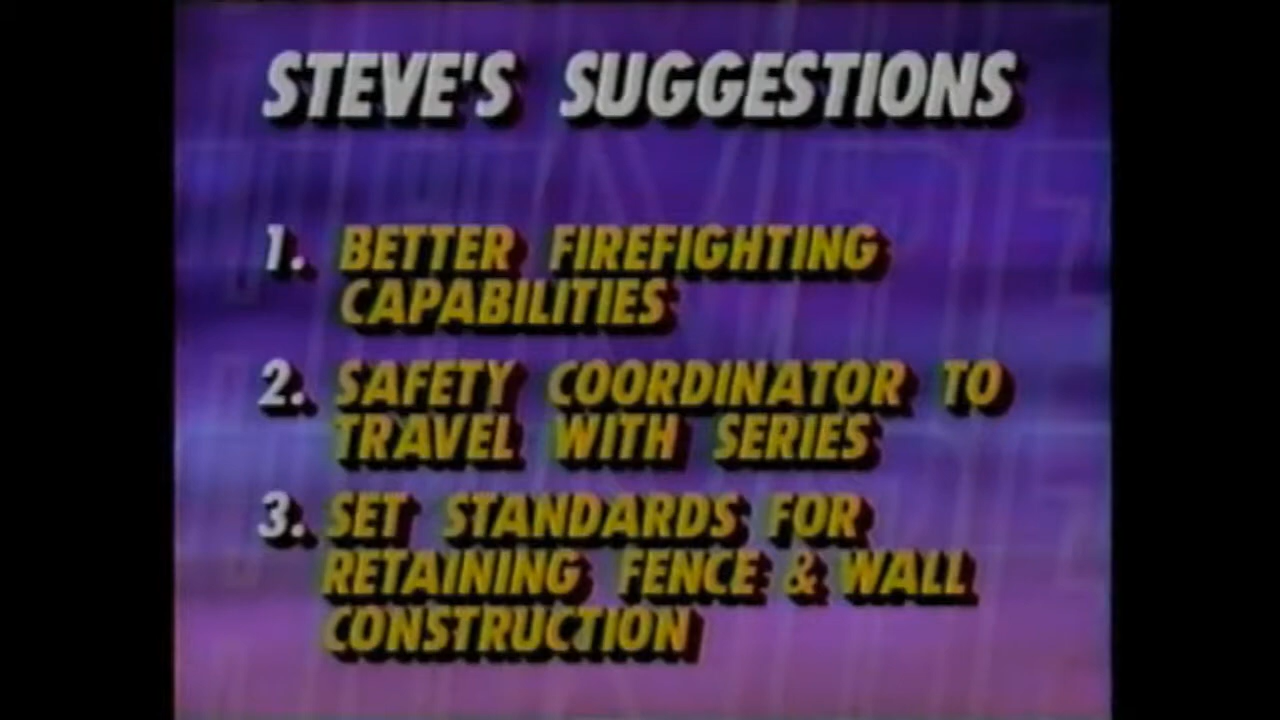 STEVE'S SUGGESTIONS
1. BETTER FIREFIGHTING
CAPABILITIES
2. SAFETY COORDINATOR TO
TRAVEL WITH SERIES
3. SET STANDARDS FOR
RETAINING FENCE & WALL
CONSTRUCTION